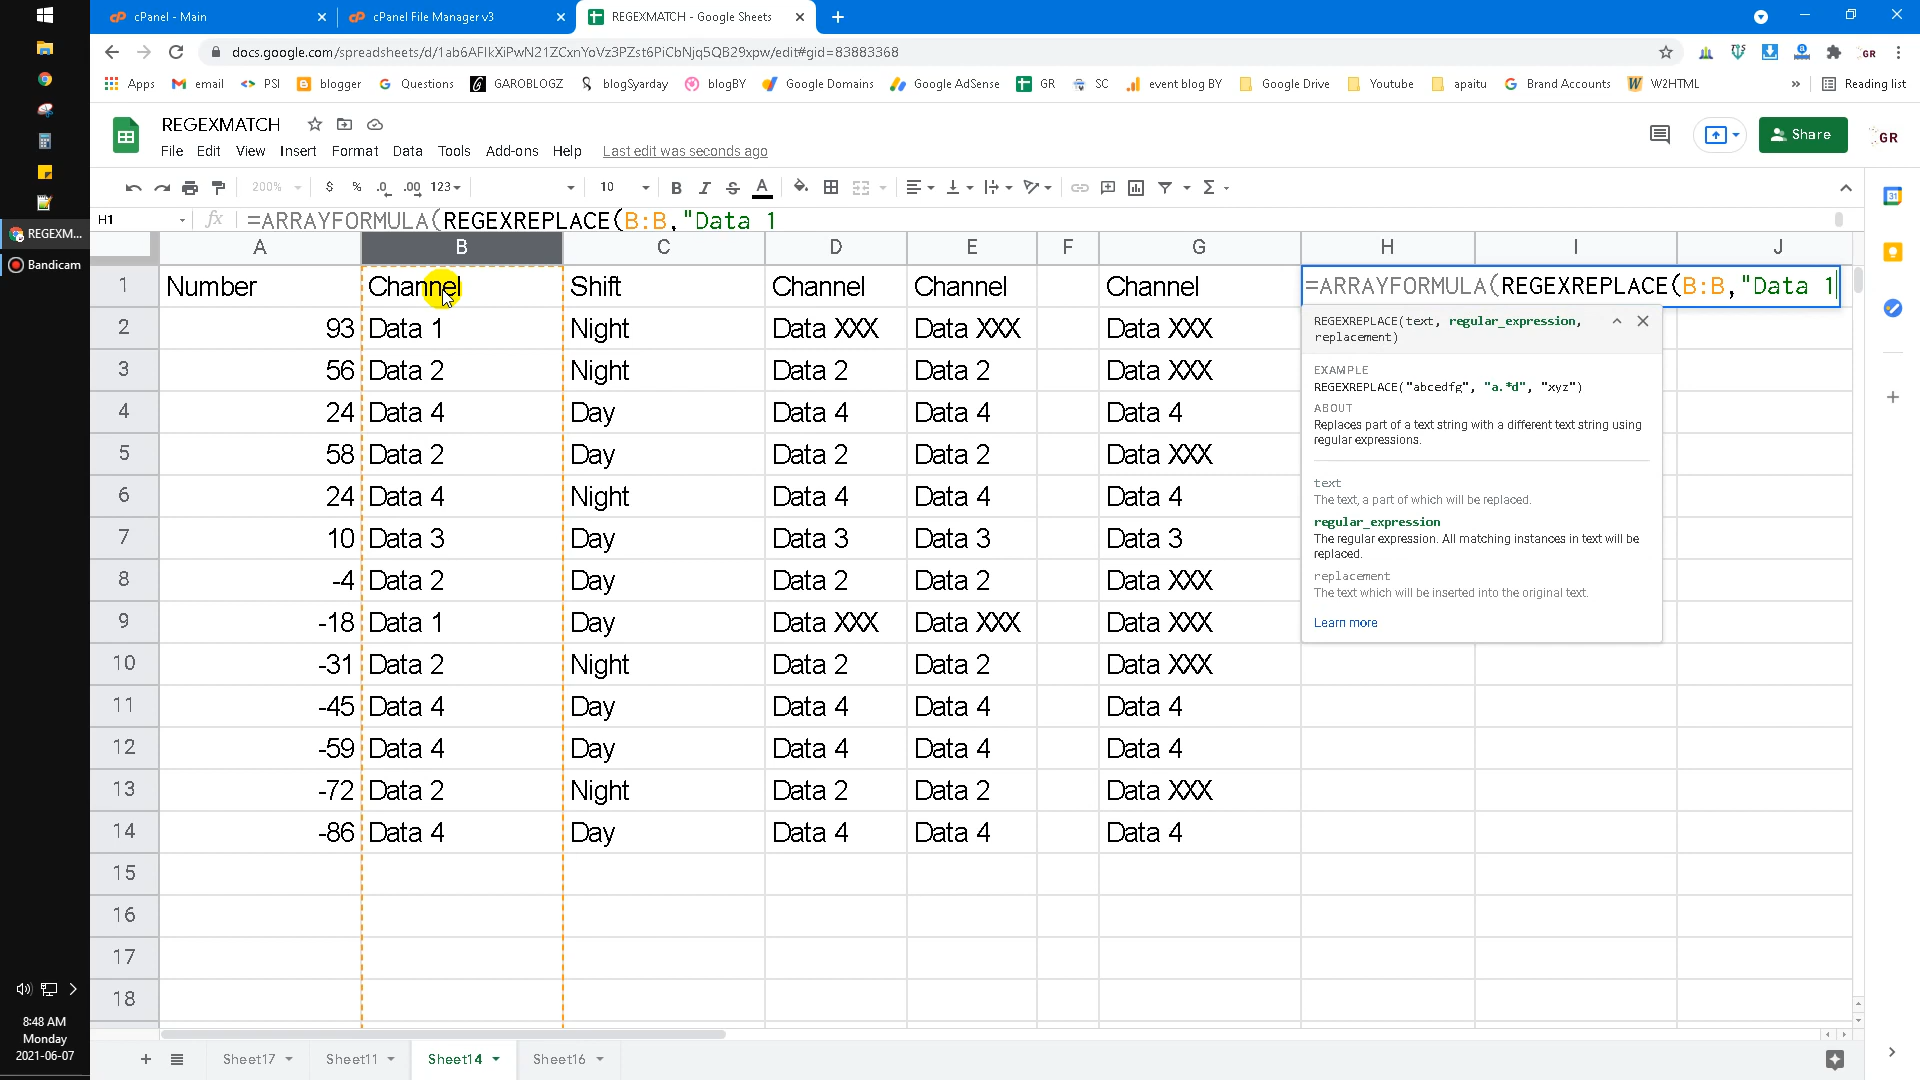 cPanel - Main
cPanel File Manager v3
REGEXMATCH - Google Sheets
docs.google.com/spreadsheets/d/1ab6AFlkXiPwN21ZCxnYoVz3PZst6PiCbNjq5QB29xpw/edit#gid=83883368
Apps email PSI blogger Questions GAROBLOGZ blogSyarday blogBY Google Domains Google AdSense GR SC event blog BY Google Drive Youtube apaitu Brand Accounts W2HTML » Reading list
REGEXMATCH
File Edit View Insert Format Data Tools Add-ons Help Last edit was seconds ago
Share
GR
200% $ % .0 .00 123 10 B I S A
H1 fx =ARRAYFORMULA(REGEXREPLACE(B:B,"Data 1
A B C D E F G H I J
1 Number Channel Shift Channel Channel Channel =ARRAYFORMULA(REGEXREPLACE(B:B,"Data 1
2 93 Data 1 Night Data XXX Data XXX Data XXX
3 56 Data 2 Night Data 2 Data 2 Data XXX
4 24 Data 4 Day Data 4 Data 4 Data 4
5 58 Data 2 Day Data 2 Data 2 Data XXX
6 24 Data 4 Night Data 4 Data 4 Data 4
7 10 Data 3 Day Data 3 Data 3 Data 3
8 -4 Data 2 Day Data 2 Data 2 Data XXX
9 -18 Data 1 Day Data XXX Data XXX Data XXX
10 -31 Data 2 Night Data 2 Data 2 Data XXX
11 -45 Data 4 Day Data 4 Data 4 Data 4
12 -59 Data 4 Day Data 4 Data 4 Data 4
13 -72 Data 2 Night Data 2 Data 2 Data XXX
14 -86 Data 4 Day Data 4 Data 4 Data 4
15
16
17
18
REGEXREPLACE(text, regular_expression,
replacement)
EXAMPLE
REGEXREPLACE("abcedfg", "a.*d", "xyz")
ABOUT
Replaces part of a text string with a different text string using
regular expressions.
text
The text, a part of which will be replaced.
regular_expression
The regular expression. All matching instances in text will be
replaced.
replacement
The text which will be inserted into the original text.
Learn more
Sheet17 Sheet11 Sheet14 Sheet16
REGEXM...
Bandicam
8:48 AM
Monday
2021-06-07